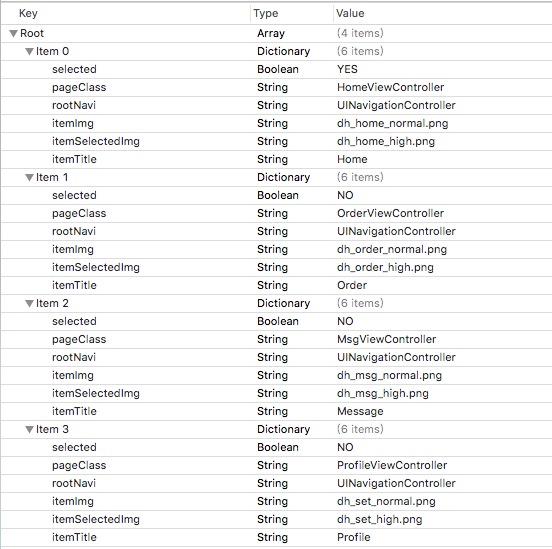 Key Type Value
Root Array (4 items)
Item 0 Dictionary (6 items)
selected Boolean YES
pageClass String HomeViewController
rootNavi String UINavigationController
itemImg String dh_home_normal.png
itemSelectedImg String dh_home_high.png
itemTitle String Home
Item 1 Dictionary (6 items)
selected Boolean NO
pageClass String OrderViewController
rootNavi String UINavigationController
itemImg String dh_order_normal.png
itemSelectedImg String dh_order_high.png
itemTitle String Order
Item 2 Dictionary (6 items)
selected Boolean NO
pageClass String MsgViewController
rootNavi String UINavigationController
itemImg String dh_msg_normal.png
itemSelectedImg String dh_msg_high.png
itemTitle String Message
Item 3 Dictionary (6 items)
selected Boolean NO
pageClass String ProfileViewController
rootNavi String UINavigationController
itemImg String dh_set_normal.png
itemSelectedImg String dh_set_high.png
itemTitle String Profile